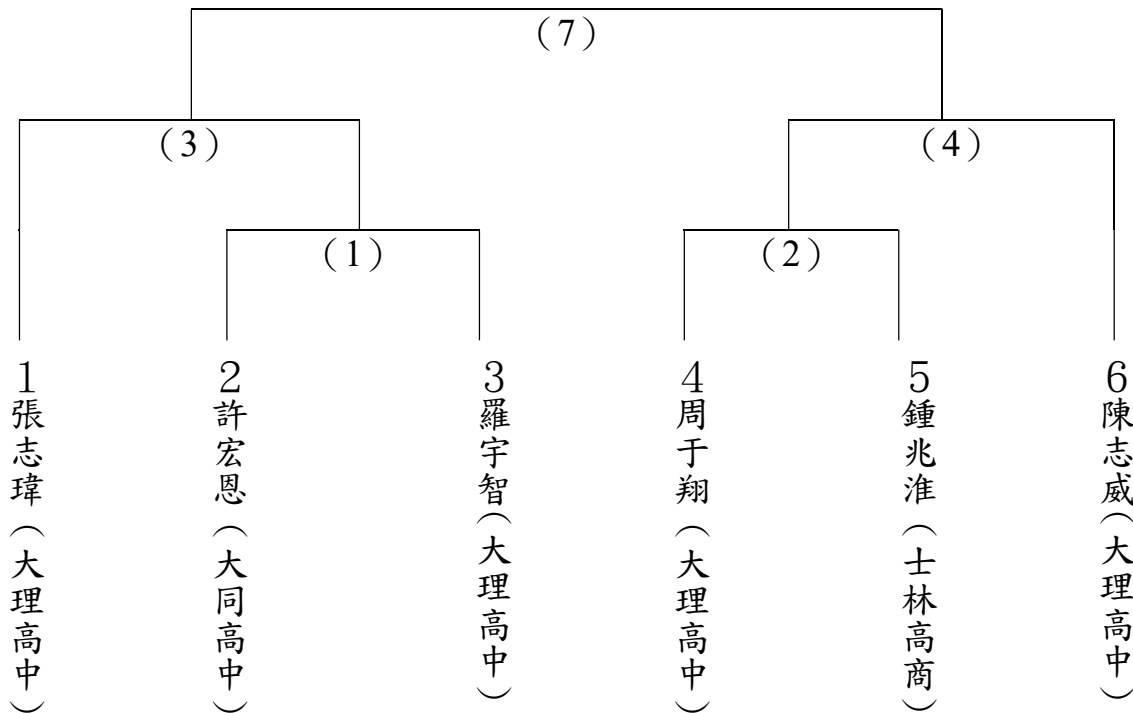 (7)
(3)
(4)
(1)
(2)
1張志瑋(大理高中)
2許宏恩(大同高中)
3羅宇智(大理高中)
4周于翔(大理高中)
5鍾兆淮(士林高商)
6陳志威(大理高中)